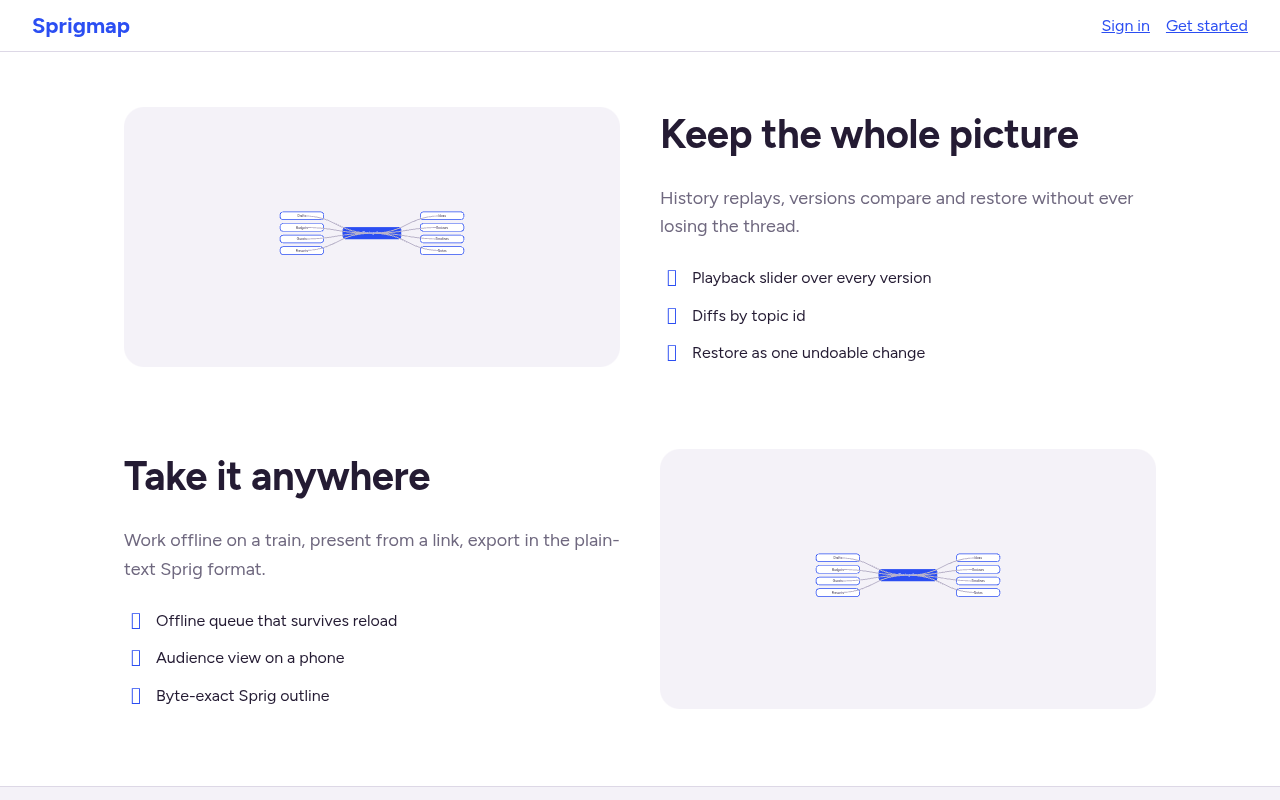 Sprigmap
Sign in
Get started
Keep the whole picture
History replays, versions compare and restore without ever
losing the thread.
Playback slider over every version
Diffs by topic id
Restore as one undoable change
Take it anywhere
Work offline on a train, present from a link, export in the plain-
text Sprig format.
Offline queue that survives reload
Audience view on a phone
Byte-exact Sprig outline